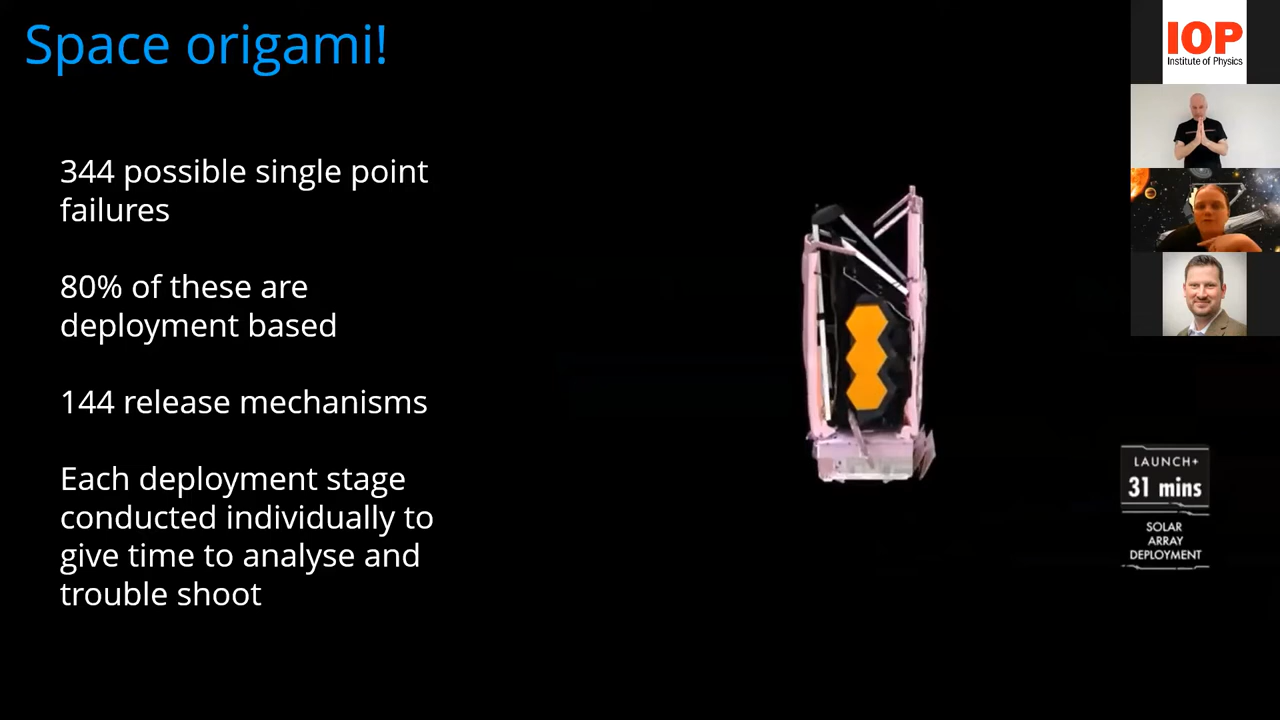 Space origami!
344 possible single point
failures
80% of these are
deployment based
144 release mechanisms
Each deployment stage
conducted individually to
give time to analyse and
trouble shoot
IOP
Institute of Physics
LAUNCH+
31 mins
SOLAR
ARRAY
DEPLOYMENT